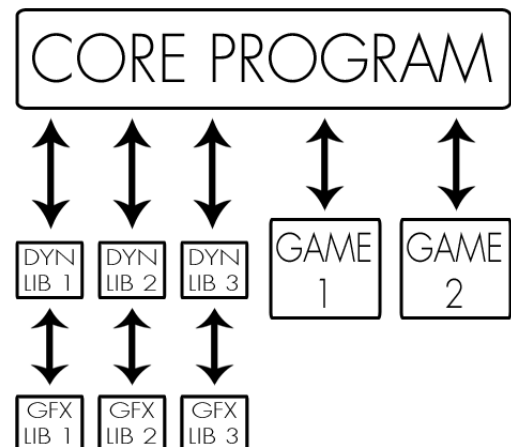 CORE PROGRAM
DYN
LIB 1
DYN
LIB 2
DYN
LIB 3
GAME
1
GAME
2
GFX
LIB 1
GFX
LIB 2
GFX
LIB 3